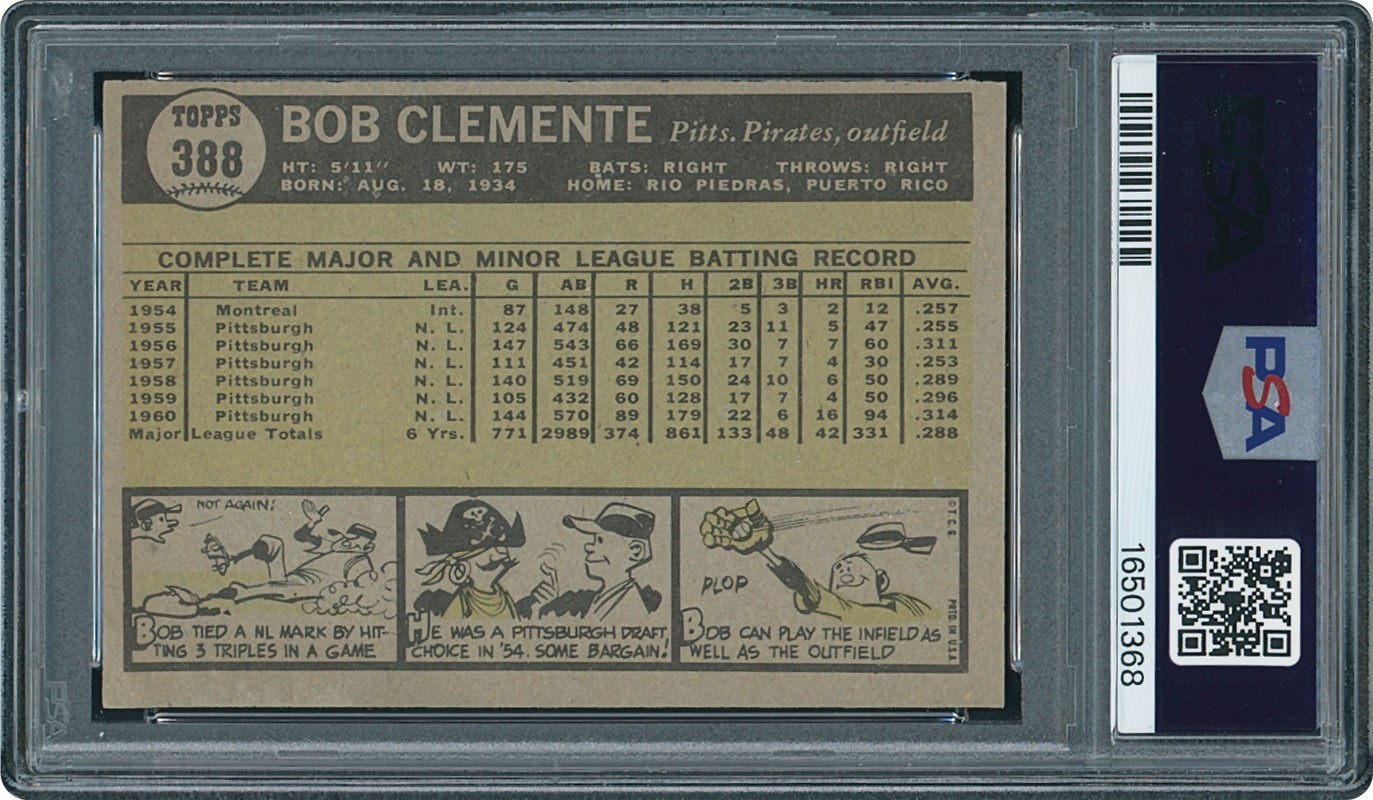 TOPPS
388
BOB CLEMENTE Pitts. Pirates, outfield
HT: 5'11" WT: 175 BATS: RIGHT THROWS: RIGHT
BORN: AUG. 18, 1934 HOME: RIO PIEDRAS, PUERTO RICO
COMPLETE MAJOR AND MINOR LEAGUE BATTING RECORD
YEAR TEAM LEA. G AB R H 2B 3B HR RBI AVG.
1954 Montreal Int. 87 148 27 38 5 3 2 12 .257
1955 Pittsburgh N. L. 124 474 48 121 23 11 5 47 .255
1956 Pittsburgh N. L. 147 543 66 169 30 7 7 60 .311
1957 Pittsburgh N. L. 111 451 42 114 17 7 4 30 .253
1958 Pittsburgh N. L. 140 519 69 150 24 10 6 50 .289
1959 Pittsburgh N. L. 105 432 60 128 17 7 4 50 .296
1960 Pittsburgh N. L. 144 570 89 179 22 6 16 94 .314
Major League Totals 6 Yrs. 771 2989 374 861 133 48 42 331 .288
NOT AGAIN!
BOB TIED A NL MARK BY HIT-
TING 3 TRIPLES IN A GAME
HE WAS A PITTSBURGH DRAFT
CHOICE IN '54. SOME BARGAIN!
PLOP
BOB CAN PLAY THE INFIELD AS
WELL AS THE OUTFIELD
© T.C.G. PRTD. IN U.S.A.
PSA
PSA
16501368
PSA